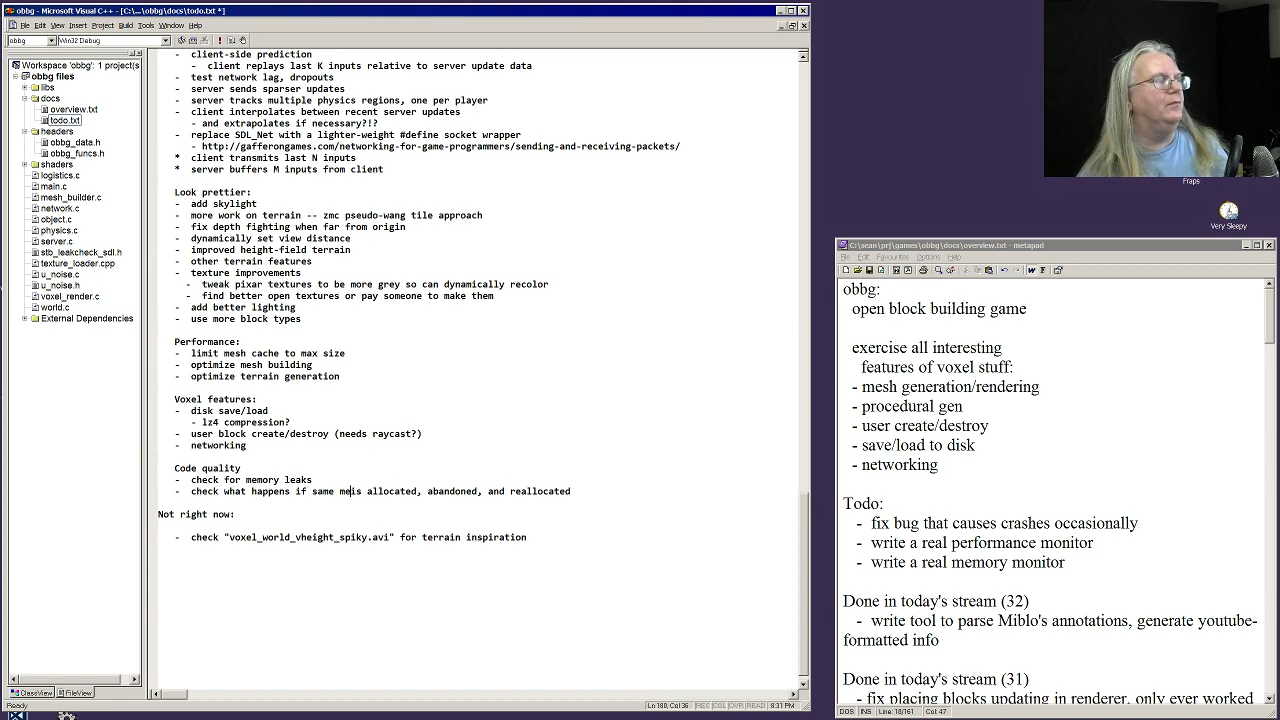 obbg - Microsoft Visual C++ - [C:\...\obbg\docs\todo.txt *]
File Edit View Insert Project Build Tools Window Help
obbg
Win32 Debug
Workspace 'obbg': 1 project(s
obbg files
libs
docs
overview.txt
todo.txt
headers
obbg_data.h
obbg_funcs.h
shaders
logistics.c
main.c
mesh_builder.c
network.c
object.c
physics.c
server.c
stb_leakcheck_sdl.h
texture_loader.cpp
u_noise.c
u_noise.h
voxel_render.c
world.c
External Dependencies
ClassView FileView
- client-side prediction
- client replays last K inputs relative to server update data
- test network lag, dropouts
- server sends sparser updates
- server tracks multiple physics regions, one per player
- client interpolates between recent server updates
- and extrapolates if necessary?!?
- replace SDL_Net with a lighter-weight #define socket wrapper
- http://gafferongames.com/networking-for-game-programmers/sending-and-receiving-packets/
* client transmits last N inputs
* server buffers M inputs from client
Look prettier:
- add skylight
- more work on terrain -- zmc pseudo-wang tile approach
- fix depth fighting when far from origin
- dynamically set view distance
- improved height-field terrain
- other terrain features
- texture improvements
- tweak pixar textures to be more grey so can dynamically recolor
- find better open textures or pay someone to make them
- add better lighting
- use more block types
Performance:
- limit mesh cache to max size
- optimize mesh building
- optimize terrain generation
Voxel features:
- disk save/load
- lz4 compression?
- user block create/destroy (needs raycast?)
- networking
Code quality
- check for memory leaks
- check what happens if same meis allocated, abandoned, and reallocated
Not right now:
- check "voxel_world_vheight_spiky.avi" for terrain inspiration
Ready
Ln 180, Col 36 REC COL OVR READ 8:31 PM
Fraps
Very Sleepy
C:\sean\prj\games\obbg\docs\overview.txt - metapad
File Edit Favourites Options Help
obbg:
open block building game
exercise all interesting
features of voxel stuff:
- mesh generation/rendering
- procedural gen
- user create/destroy
- save/load to disk
- networking
Todo:
- fix bug that causes crashes occasionally
- write a real performance monitor
- write a real memory monitor
Done in today's stream (32)
- write tool to parse Miblo's annotations, generate youtube-
formatted info
Done in today's stream (31)
- fix placing blocks updating in renderer, only ever worked
DOS INS Line: 18/161 Col: 47